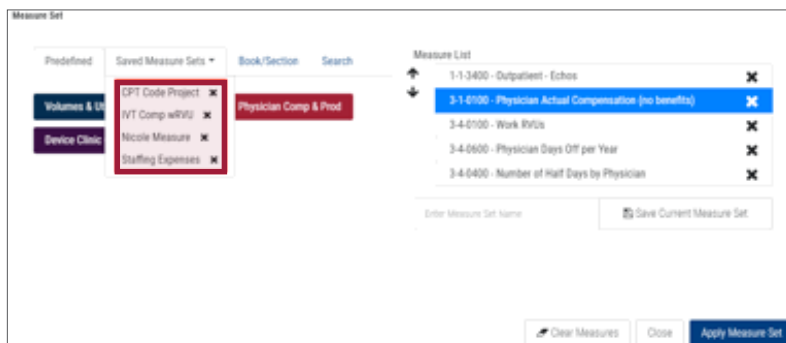 Measure Set
Predefined
Saved Measure Sets
Book/Section
Search
CPT Code Project
IVT Comp wRVU
Nicole Measure
Staffing Expenses
Volumes & Ut
Physician Comp & Prod
Device Clinic
Measure List
1-1-3400 - Outpatient - Echos
3-1-0100 - Physician Actual Compensation (no benefits)
3-4-0100 - Work RVUs
3-4-0600 - Physician Days Off per Year
3-4-0400 - Number of Half Days by Physician
Enter Measure Set Name
Save Current Measure Set
Clear Measures
Close
Apply Measure Set